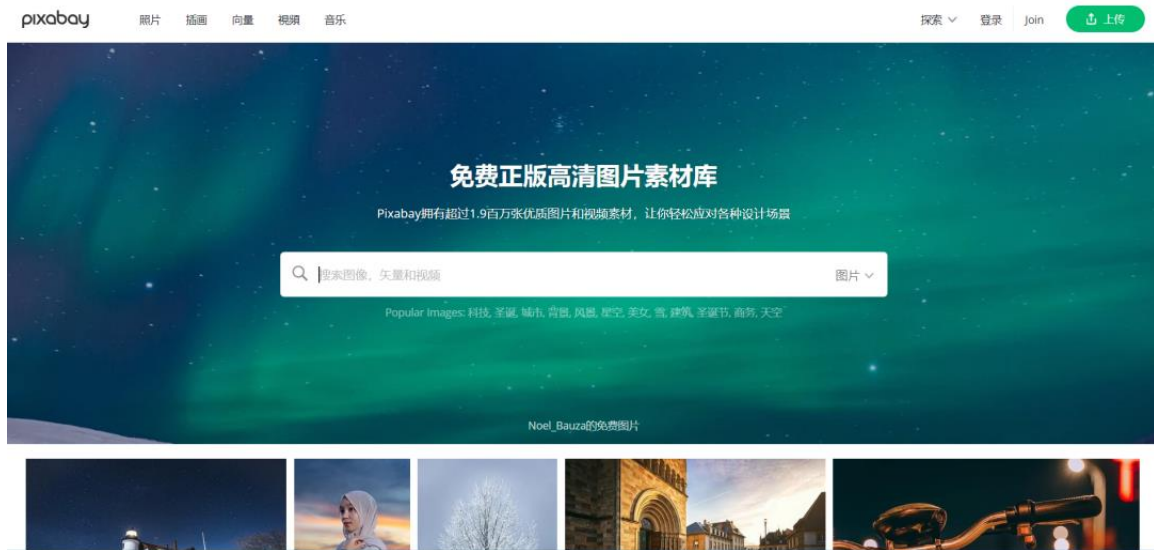 pixabay
照片 插画 向量 视频 音乐
探索 登录 Join 上传
免费正版高清图片素材库
Pixabay拥有超过1.9百万张优质图片和视频素材，让你轻松应对各种设计场景
搜索图像，矢量和视频 图片
Popular Images: 科技, 圣诞, 城市, 背景, 风景, 星空, 美女, 雪, 建筑, 圣诞节, 商务, 天空
Noel_Bauza的免费图片